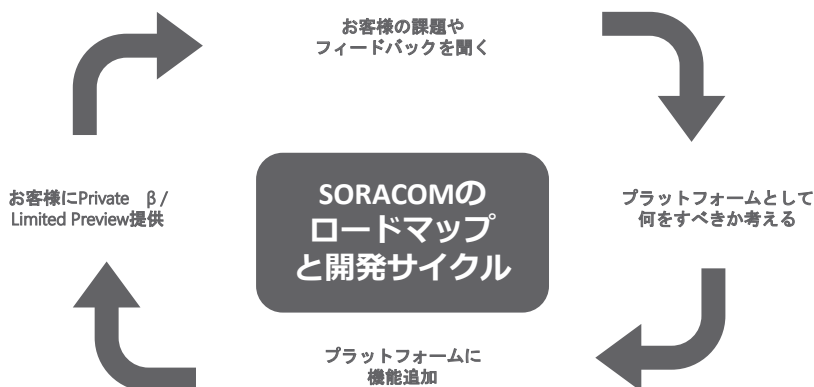 お客様の課題や
フィードバックを聞く
プラットフォームとして
何をすべきか考える
プラットフォームに
機能追加
お客様にPrivate β /
Limited Preview提供
SORACOMの
ロードマップ
と開発サイクル